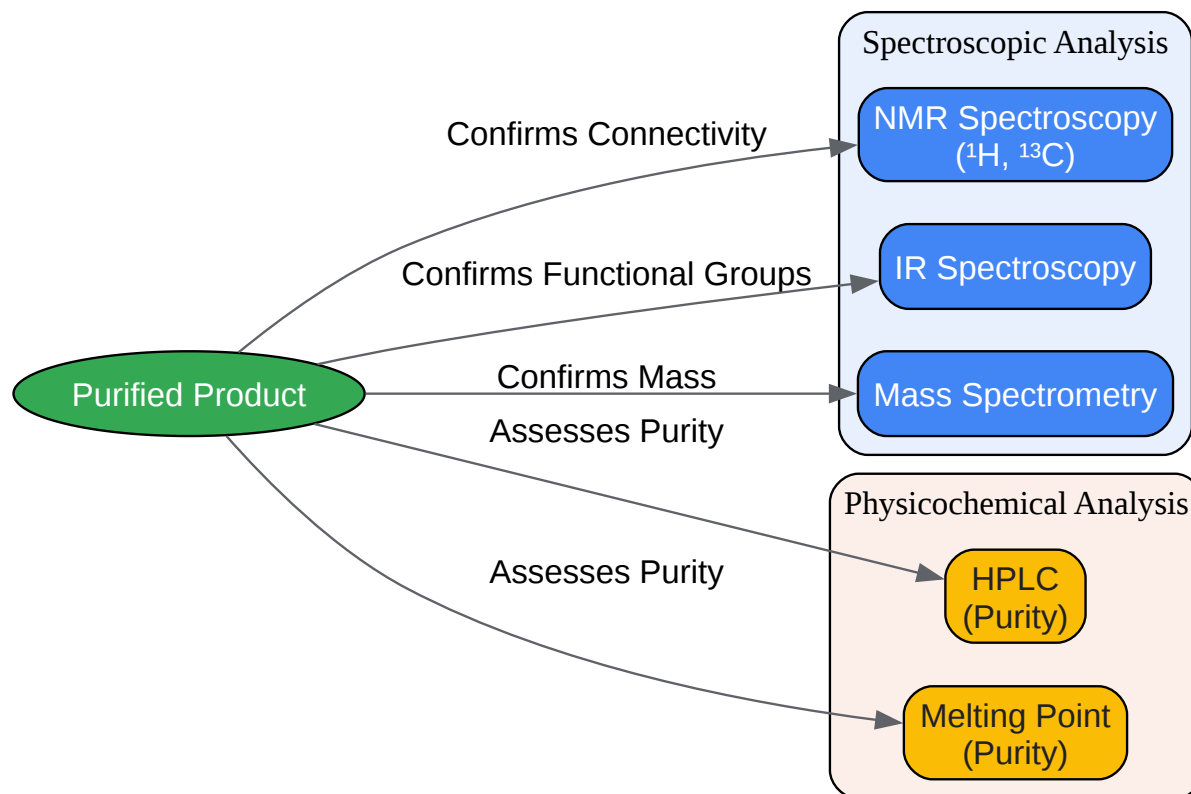 Spectroscopic Analysis
NMR Spectroscopy
(¹H, ¹³C)
Confirms Connectivity
IR Spectroscopy
Confirms Functional Groups
Purified Product
Confirms Mass
Mass Spectrometry
Assesses Purity
Physicochemical Analysis
HPLC
(Purity)
Assesses Purity
Melting Point
(Purity)